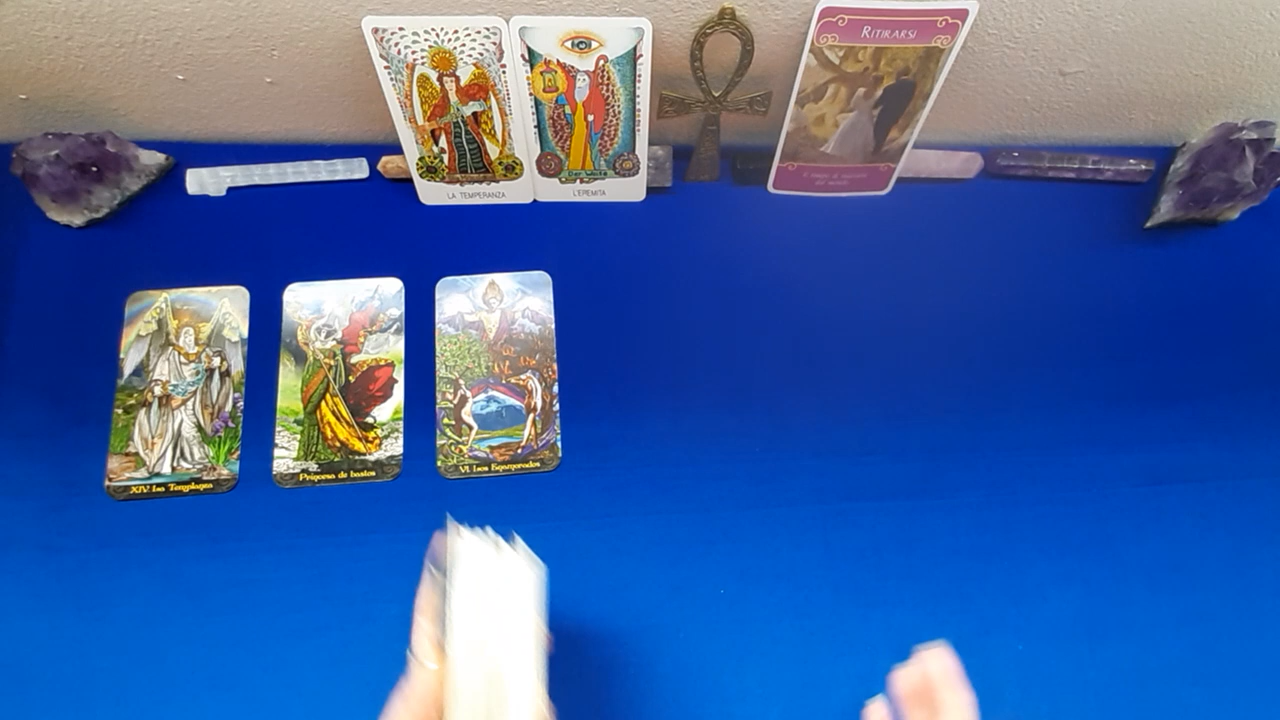 RITIRARSI
LA TEMPERANZA
L'EREMITA
Der Weise
XIV. La Templanza
Princesa de bastos
VI. Los Enamorados